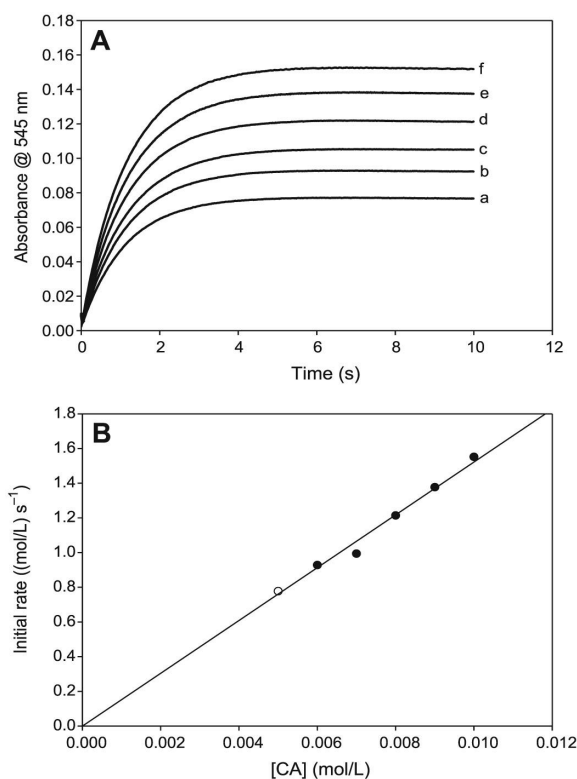 A
0.18
0.16
0.14
0.12
0.10
0.08
0.06
0.04
0.02
0.00
Absorbance @ 545 nm
f
e
d
c
b
a
0 2 4 6 8 10 12
Time (s)
B
1.8
1.6
1.4
1.2
1.0
0.8
0.6
0.4
0.2
0.0
Initial rate ((mol/L) s⁻¹)
0.000 0.002 0.004 0.006 0.008 0.010 0.012
[CA] (mol/L)